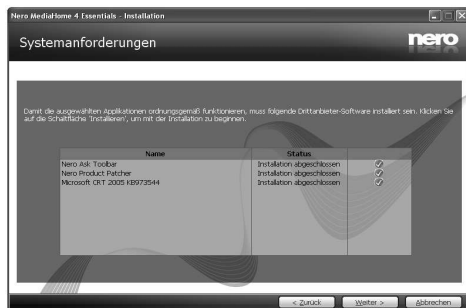 Nero MediaHome 4 Essentials - Installation
Systemanforderungen
nero
Damit die ausgewählten Applikationen ordnungsgemäß funktionieren, muss folgende Drittanbieter-Software installiert sein. Klicken Sie
auf die Schaltfläche 'Installieren', um mit der Installation zu beginnen.
Name Status
Nero Ask Toolbar Installation abgeschlossen
Nero Product Patcher Installation abgeschlossen
Microsoft CRT 2005 KB973544 Installation abgeschlossen
< Zurück Weiter > Abbrechen